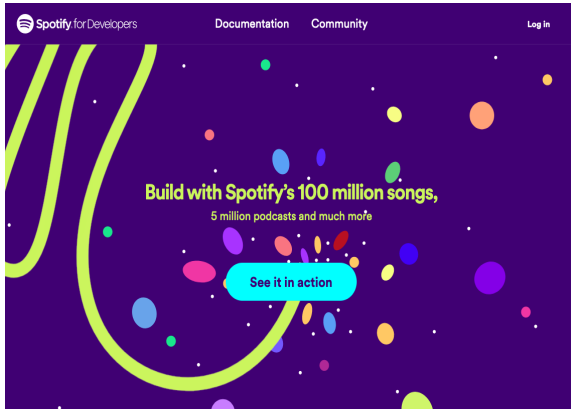 Spotify for Developers
Documentation
Community
Log in
Build with Spotify's 100 million songs,
5 million podcasts and much more
See it in action